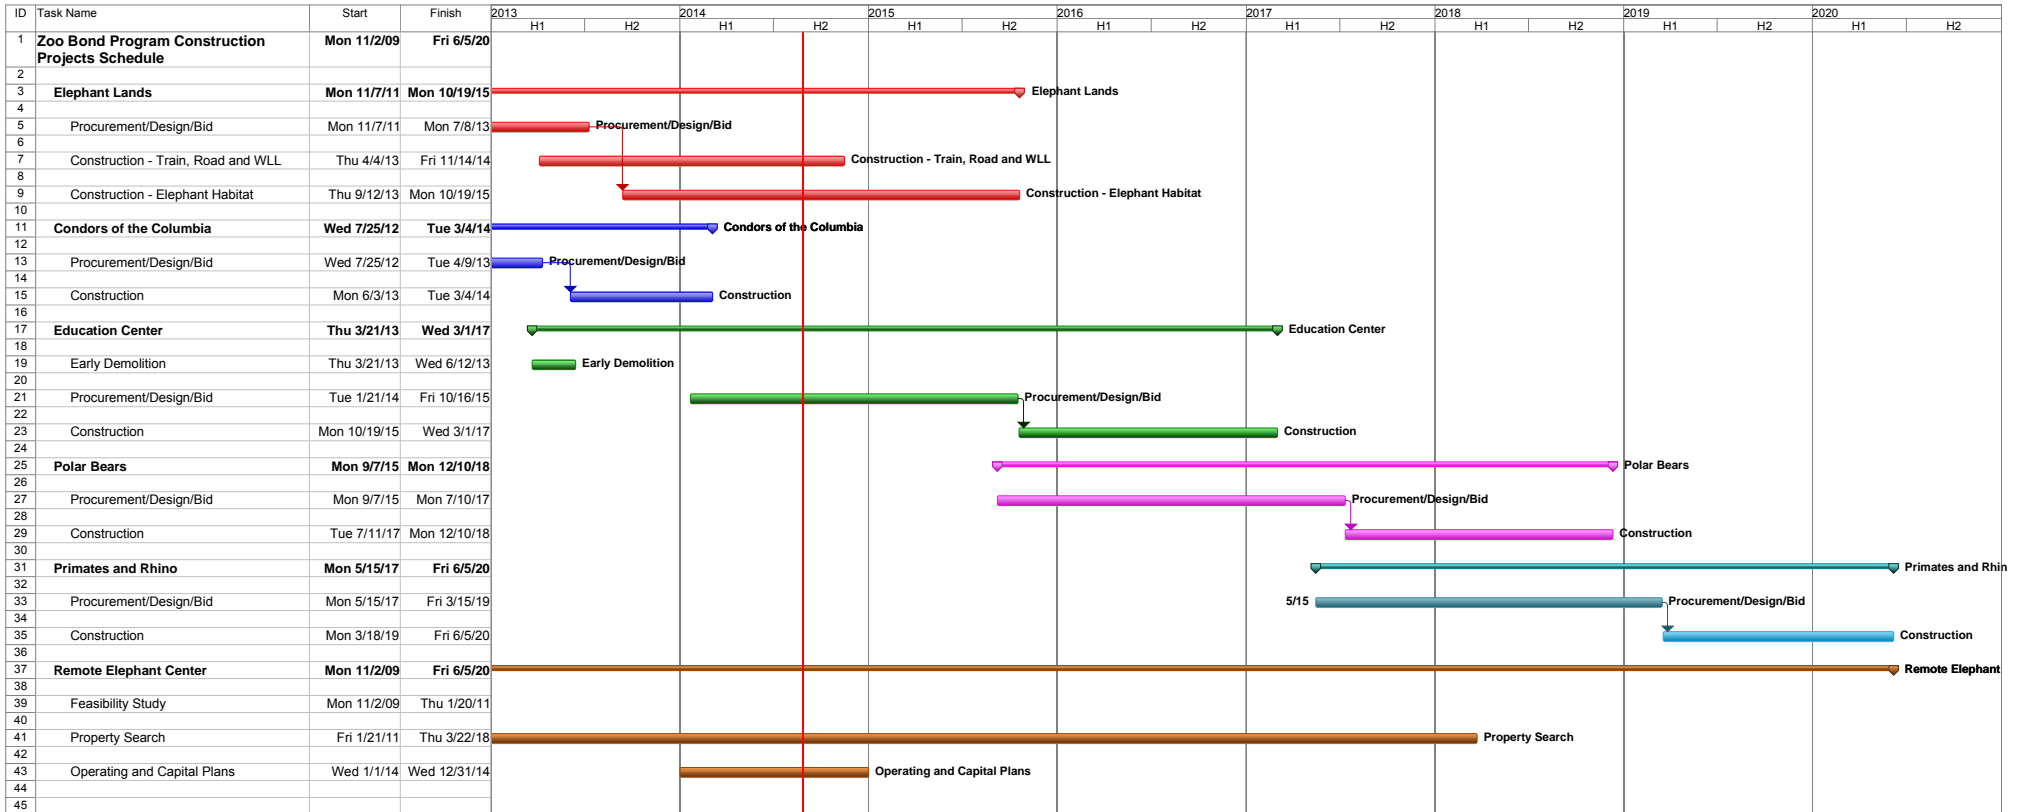 ID Task Name Start Finish 2013 2014 2015 2016 2017 2018 2019 2020
H1 H2 H1 H2 H1 H2 H1 H2 H1 H2 H1 H2 H1 H2 H1 H2
1 Zoo Bond Program Construction Mon 11/2/09 Fri 6/5/20
Projects Schedule
2
3 Elephant Lands Mon 11/7/11 Mon 10/19/15 Elephant Lands
4
5 Procurement/Design/Bid Mon 11/7/11 Mon 7/8/13 Procurement/Design/Bid
6
7 Construction - Train, Road and WLL Thu 4/4/13 Fri 11/14/14 Construction - Train, Road and WLL
8
9 Construction - Elephant Habitat Thu 9/12/13 Mon 10/19/15 Construction - Elephant Habitat
10
11 Condors of the Columbia Wed 7/25/12 Tue 3/4/14 Condors of the Columbia
12
13 Procurement/Design/Bid Wed 7/25/12 Tue 4/9/13 Procurement/Design/Bid
14
15 Construction Mon 6/3/13 Tue 3/4/14 Construction
16
17 Education Center Thu 3/21/13 Wed 3/1/17 Education Center
18
19 Early Demolition Thu 3/21/13 Wed 6/12/13 Early Demolition
20
21 Procurement/Design/Bid Tue 1/21/14 Fri 10/16/15 Procurement/Design/Bid
22
23 Construction Mon 10/19/15 Wed 3/1/17 Construction
24
25 Polar Bears Mon 9/7/15 Mon 12/10/18 Polar Bears
26
27 Procurement/Design/Bid Mon 9/7/15 Mon 7/10/17 Procurement/Design/Bid
28
29 Construction Tue 7/11/17 Mon 12/10/18 Construction
30
31 Primates and Rhino Mon 5/15/17 Fri 6/5/20 Primates and Rhin
32
33 Procurement/Design/Bid Mon 5/15/17 Fri 3/15/19 5/15 Procurement/Design/Bid
34
35 Construction Mon 3/18/19 Fri 6/5/20 Construction
36
37 Remote Elephant Center Mon 11/2/09 Fri 6/5/20 Remote Elephant
38
39 Feasibility Study Mon 11/2/09 Thu 1/20/11
40
41 Property Search Fri 1/21/11 Thu 3/22/18 Property Search
42
43 Operating and Capital Plans Wed 1/1/14 Wed 12/31/14 Operating and Capital Plans
44
45